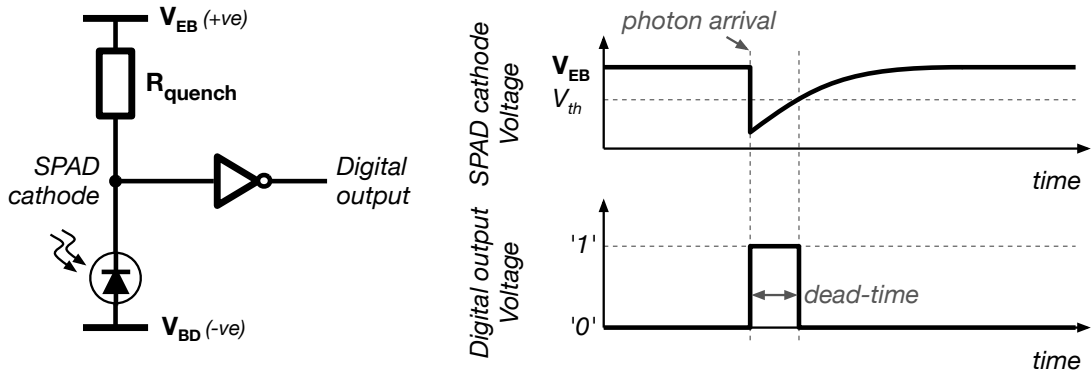 V_EB (+ve)
R_quench
SPAD
cathode
Digital
output
V_BD (-ve)
photon arrival
SPAD cathode
Voltage
V_EB
V_th
time
Digital output
Voltage
'1'
dead-time
'0'
time